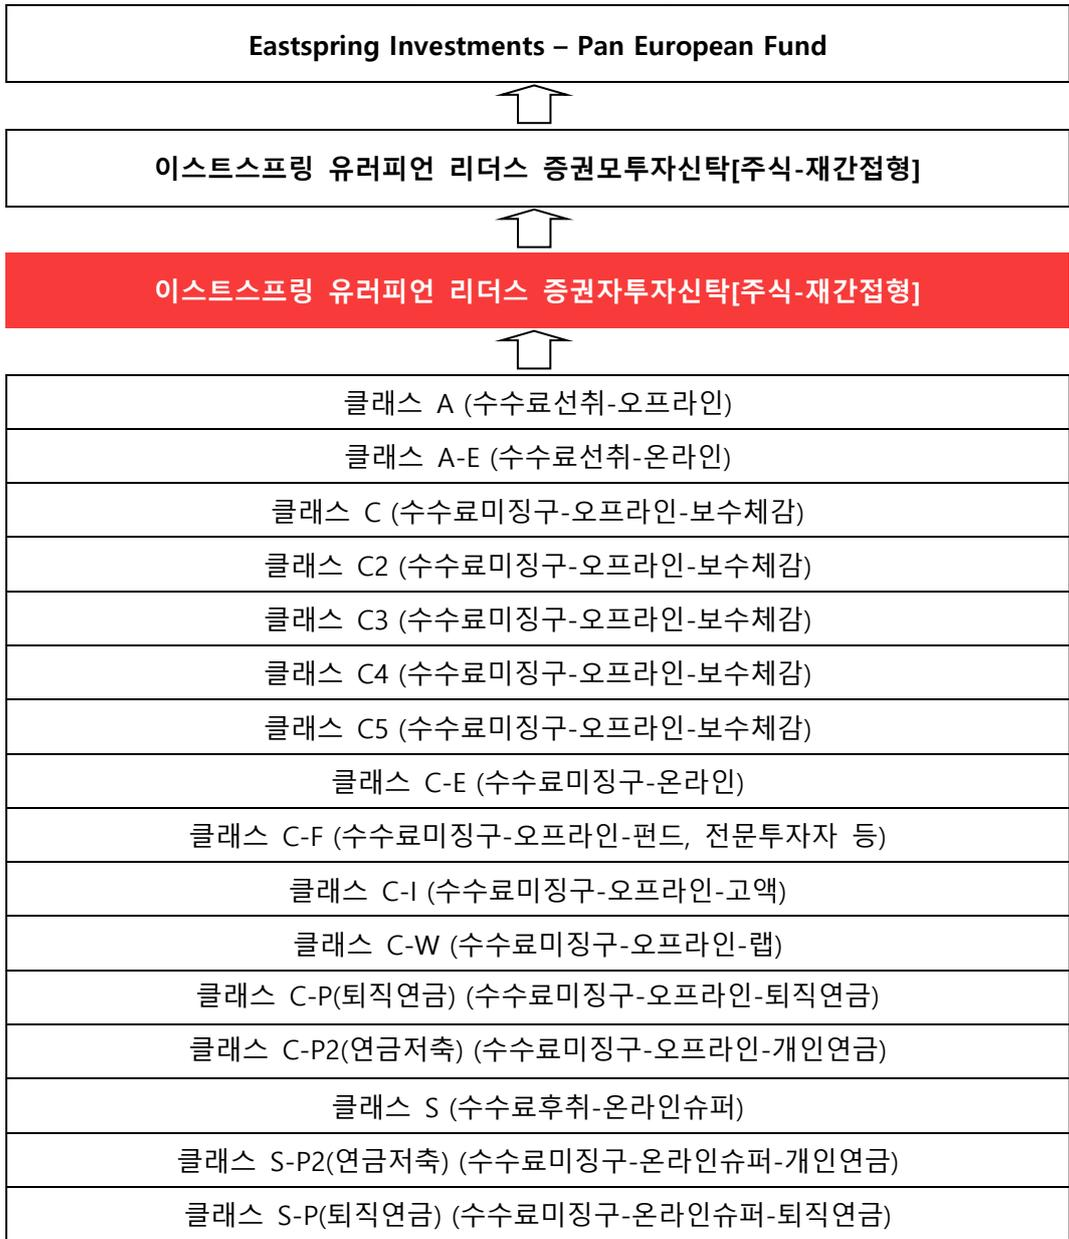 Eastspring Investments – Pan European Fund
이스트스프링 유러피언 리더스 증권모투자신탁[주식-재간접형]
이스트스프링 유러피언 리더스 증권자투자신탁[주식-재간접형]
클래스 A (수수료선취-오프라인)
클래스 A-E (수수료선취-온라인)
클래스 C (수수료미징구-오프라인-보수체감)
클래스 C2 (수수료미징구-오프라인-보수체감)
클래스 C3 (수수료미징구-오프라인-보수체감)
클래스 C4 (수수료미징구-오프라인-보수체감)
클래스 C5 (수수료미징구-오프라인-보수체감)
클래스 C-E (수수료미징구-온라인)
클래스 C-F (수수료미징구-오프라인-펀드, 전문투자자 등)
클래스 C-I (수수료미징구-오프라인-고액)
클래스 C-W (수수료미징구-오프라인-랩)
클래스 C-P(퇴직연금) (수수료미징구-오프라인-퇴직연금)
클래스 C-P2(연금저축) (수수료미징구-오프라인-개인연금)
클래스 S (수수료후취-온라인슈퍼)
클래스 S-P2(연금저축) (수수료미징구-온라인슈퍼-개인연금)
클래스 S-P(퇴직연금) (수수료미징구-온라인슈퍼-퇴직연금)